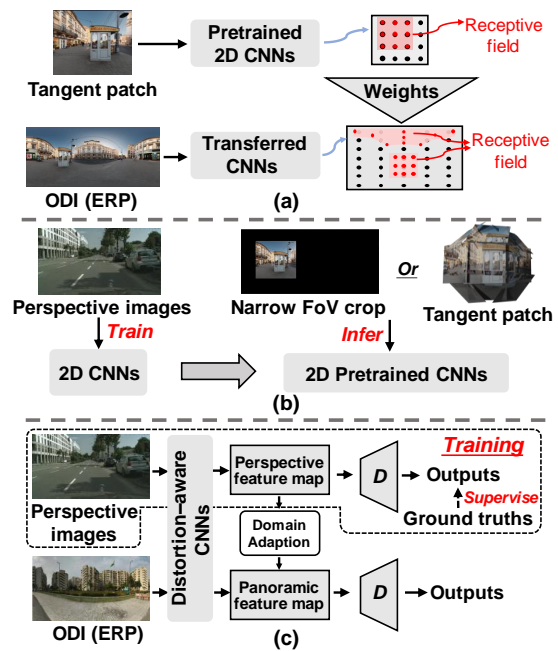 Tangent patch
Pretrained
2D CNNs
Receptive
field
Weights
ODI (ERP)
Transferred
CNNs
Receptive
field
(a)
Perspective images
Train
2D CNNs
Narrow FoV crop
Or
Tangent
patch
Infer
2D Pretrained CNNs
(b)
Training
Perspective
images
Distortion–aware
CNNs
Perspective
feature map
D
Outputs
Supervise
Ground truths
Domain
Adaption
ODI (ERP)
Panoramic
feature map
D
Outputs
(c)